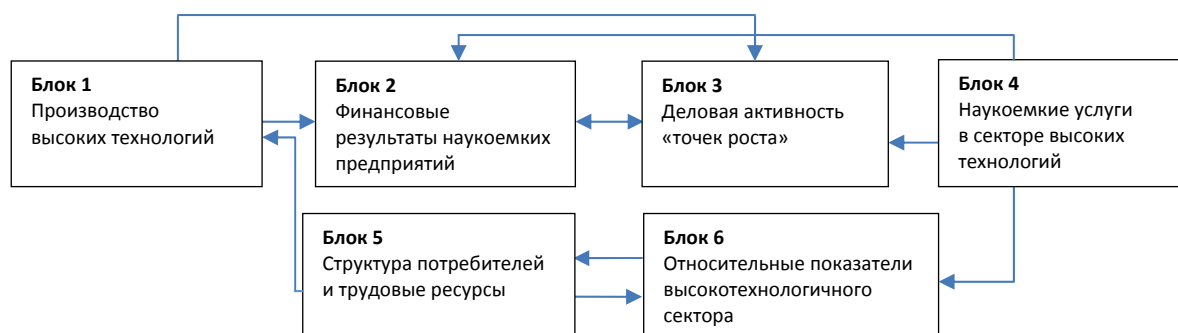 Блок 1
Производство
высоких технологий
Блок 2
Финансовые
результаты наукоемких
предприятий
Блок 3
Деловая активность
«точек роста»
Блок 4
Наукоемкие услуги
в секторе высоких
технологий
Блок 5
Структура потребителей
и трудовые ресурсы
Блок 6
Относительные показатели
высокотехнологичного
сектора